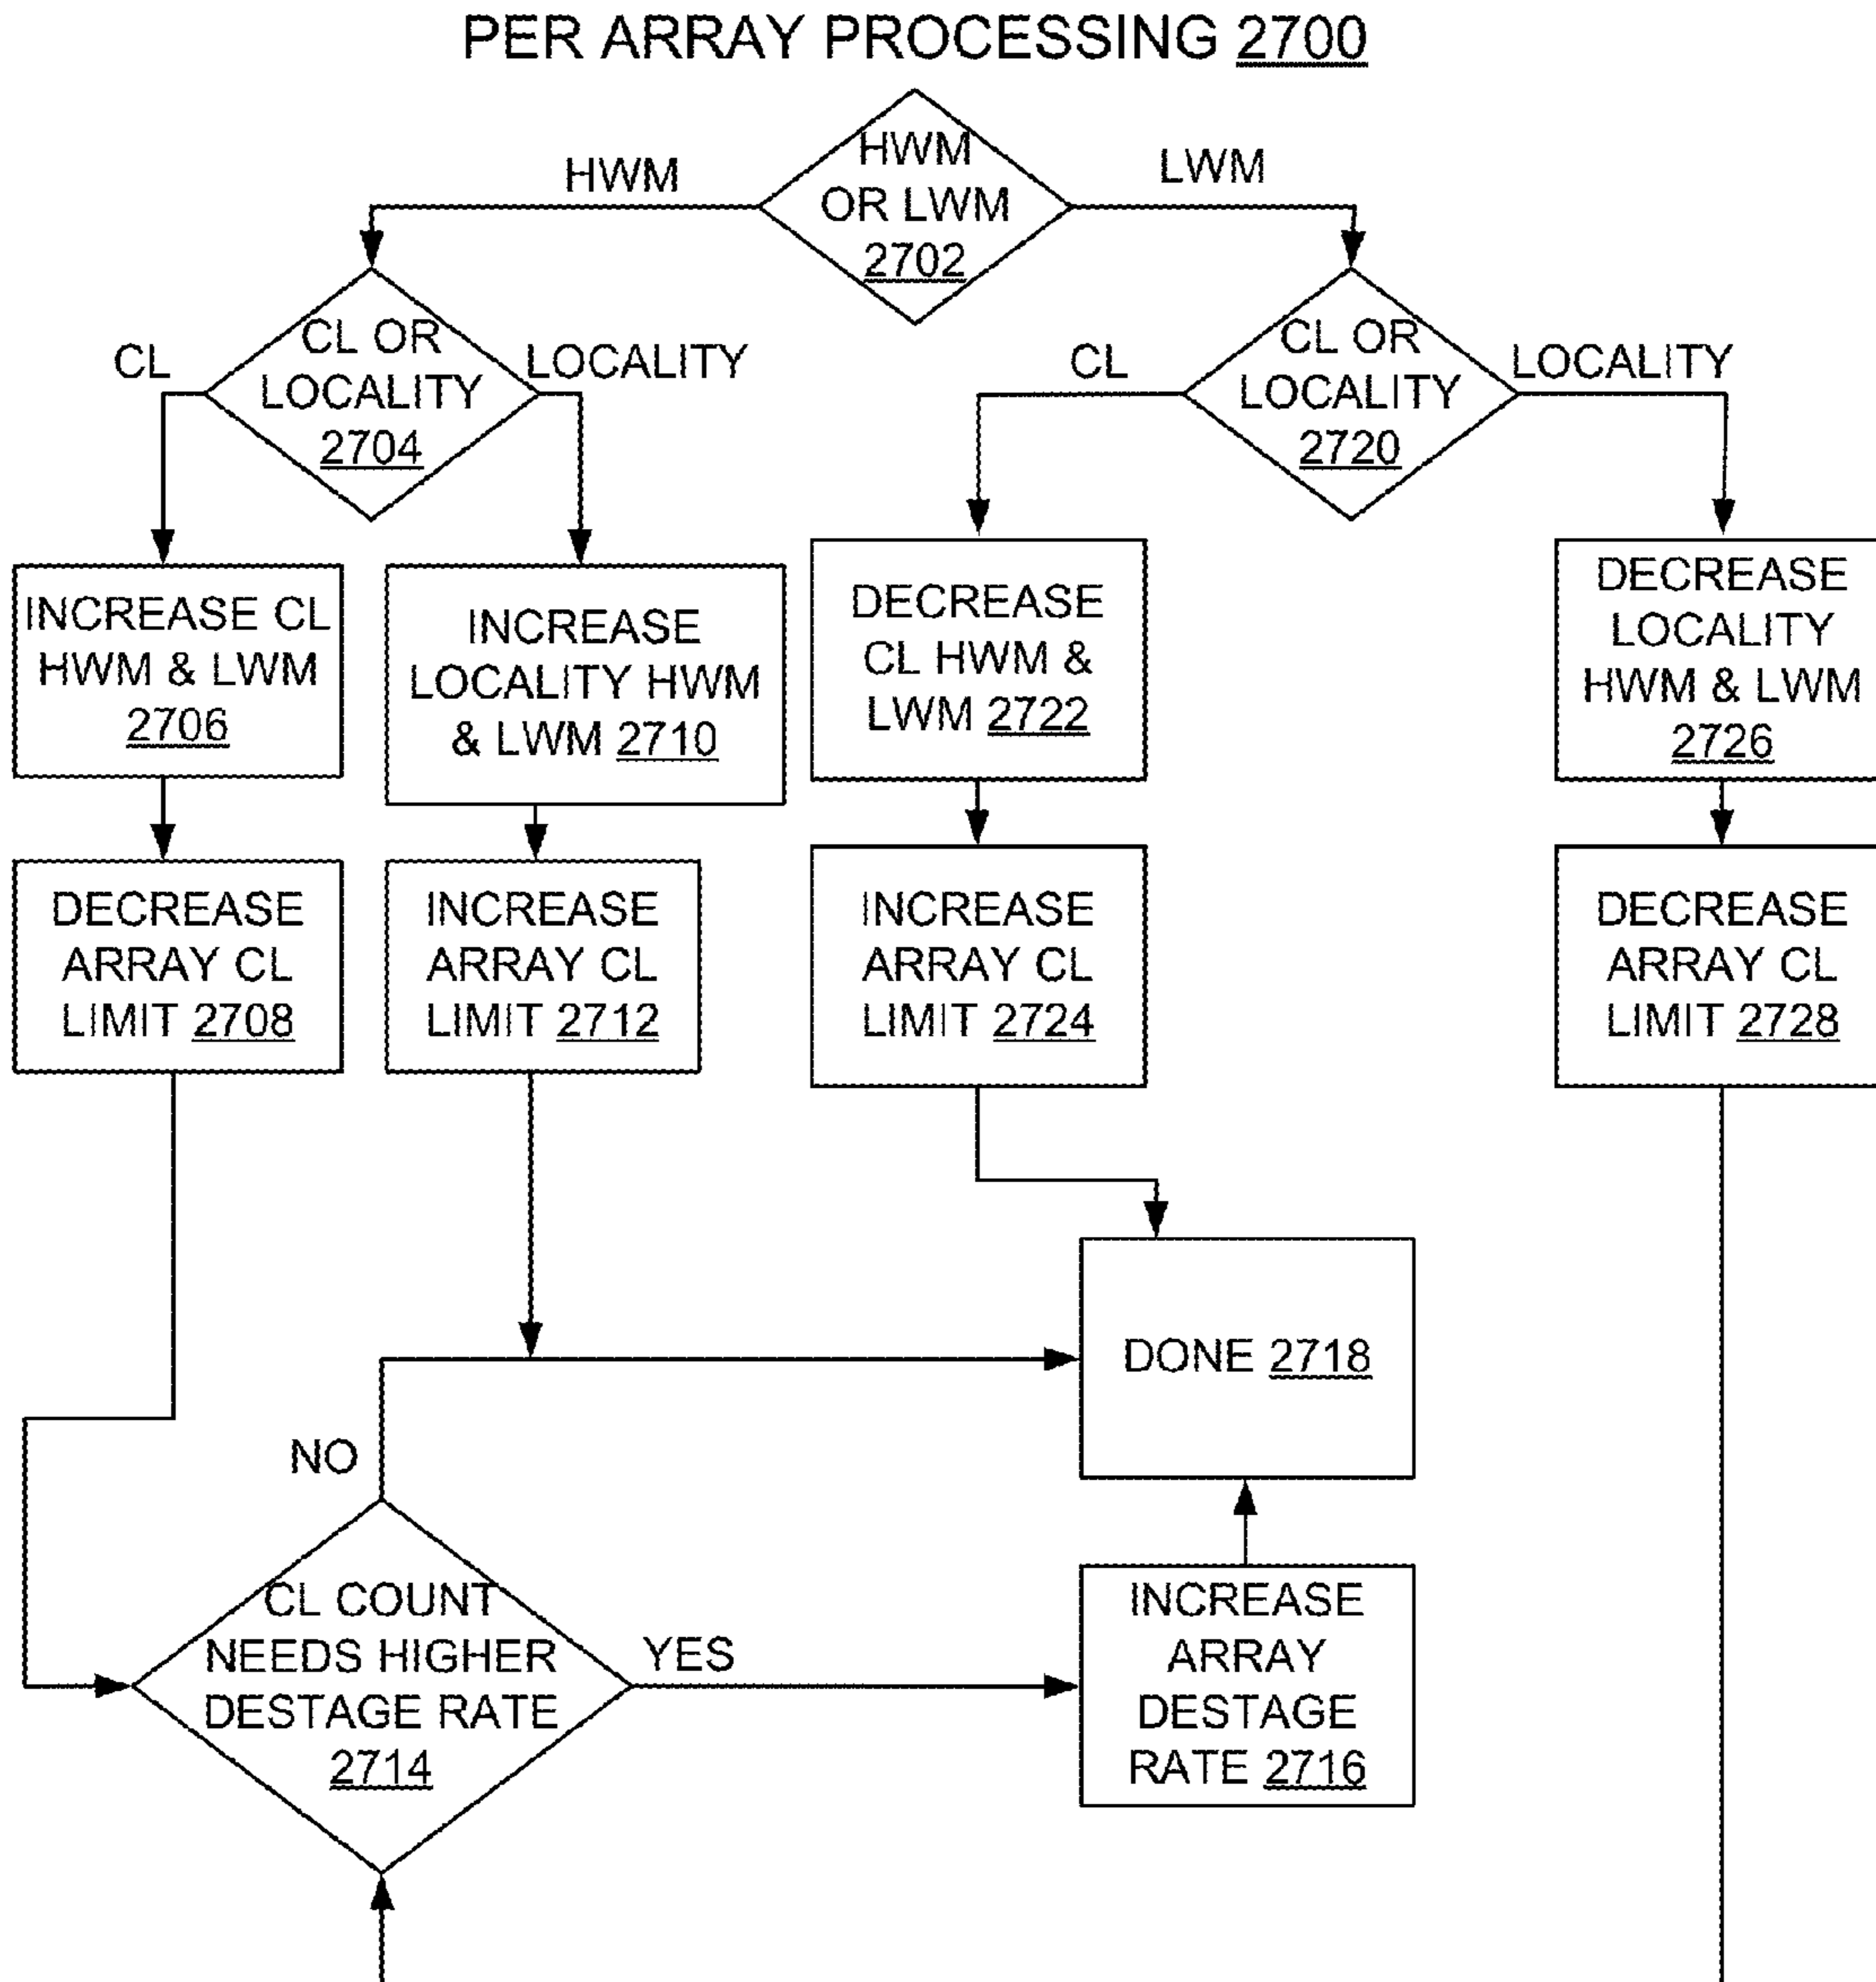 PER ARRAY PROCESSING 2700
HWM
OR LWM
2702
HWM
LWM
CL OR
LOCALITY
2704
CL
LOCALITY
CL OR
LOCALITY
2720
CL
LOCALITY
INCREASE CL
HWM & LWM
2706
INCREASE
LOCALITY HWM
& LWM 2710
DECREASE
CL HWM &
LWM 2722
DECREASE
LOCALITY
HWM & LWM
2726
DECREASE
ARRAY CL
LIMIT 2708
INCREASE
ARRAY CL
LIMIT 2712
INCREASE
ARRAY CL
LIMIT 2724
DECREASE
ARRAY CL
LIMIT 2728
DONE 2718
NO
CL COUNT
NEEDS HIGHER
DESTAGE RATE
2714
YES
INCREASE
ARRAY
DESTAGE
RATE 2716